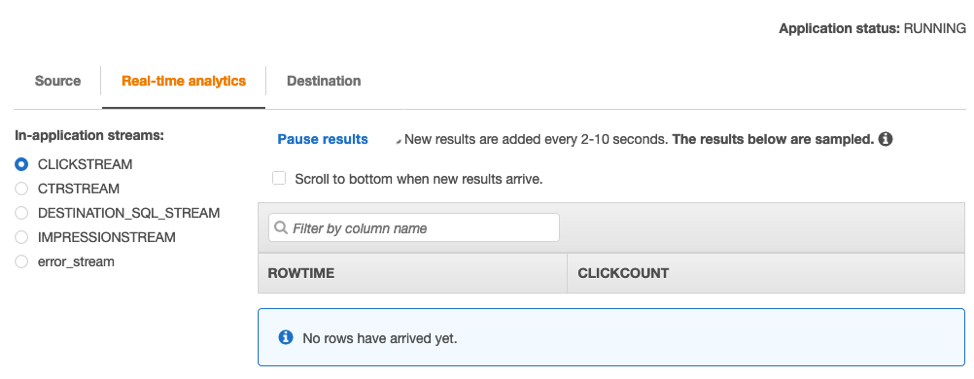 Application status: RUNNING
Source
Real-time analytics
Destination
In-application streams:
CLICKSTREAM
CTRSTREAM
DESTINATION_SQL_STREAM
IMPRESSIONSTREAM
error_stream
Pause results
New results are added every 2-10 seconds. The results below are sampled.
Scroll to bottom when new results arrive.
Filter by column name
ROWTIME
CLICKCOUNT
No rows have arrived yet.